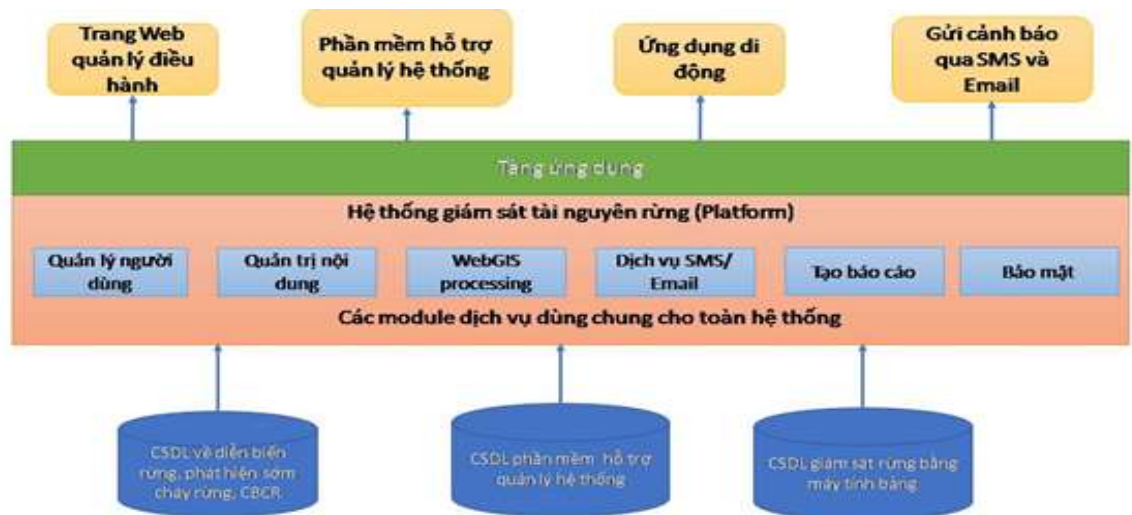 Trang Web
quản lý điều
hành
Phần mềm hỗ trợ
quản lý hệ thống
Ứng dụng di
động
Gửi cảnh báo
qua SMS và
Email
Tầng ứng dụng
Hệ thống giám sát tài nguyên rừng (Platform)
Quản lý người
dùng
Quản trị nội
dung
WebGIS
processing
Dịch vụ SMS/
Email
Tạo báo cáo
Bảo mật
Các module dịch vụ dùng chung cho toàn hệ thống
CSDL về diễn biến
rừng, phát hiện sớm
cháy rừng, CBCR
CSDL phần mềm hỗ trợ
quản lý hệ thống
CSDL giám sát rừng bằng
máy tính bảng